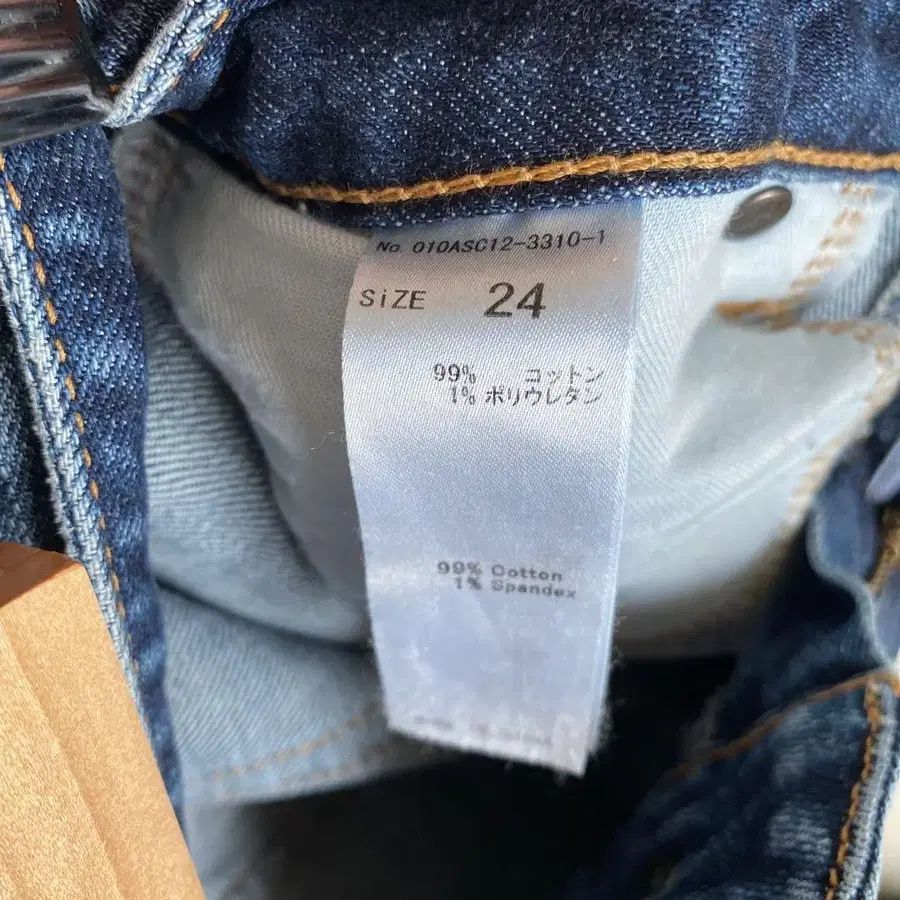 No. 010ASC12-3310-1
SiZE 24
99% コットン
1% ポリウレタン
99% Cotton
1% Spandex